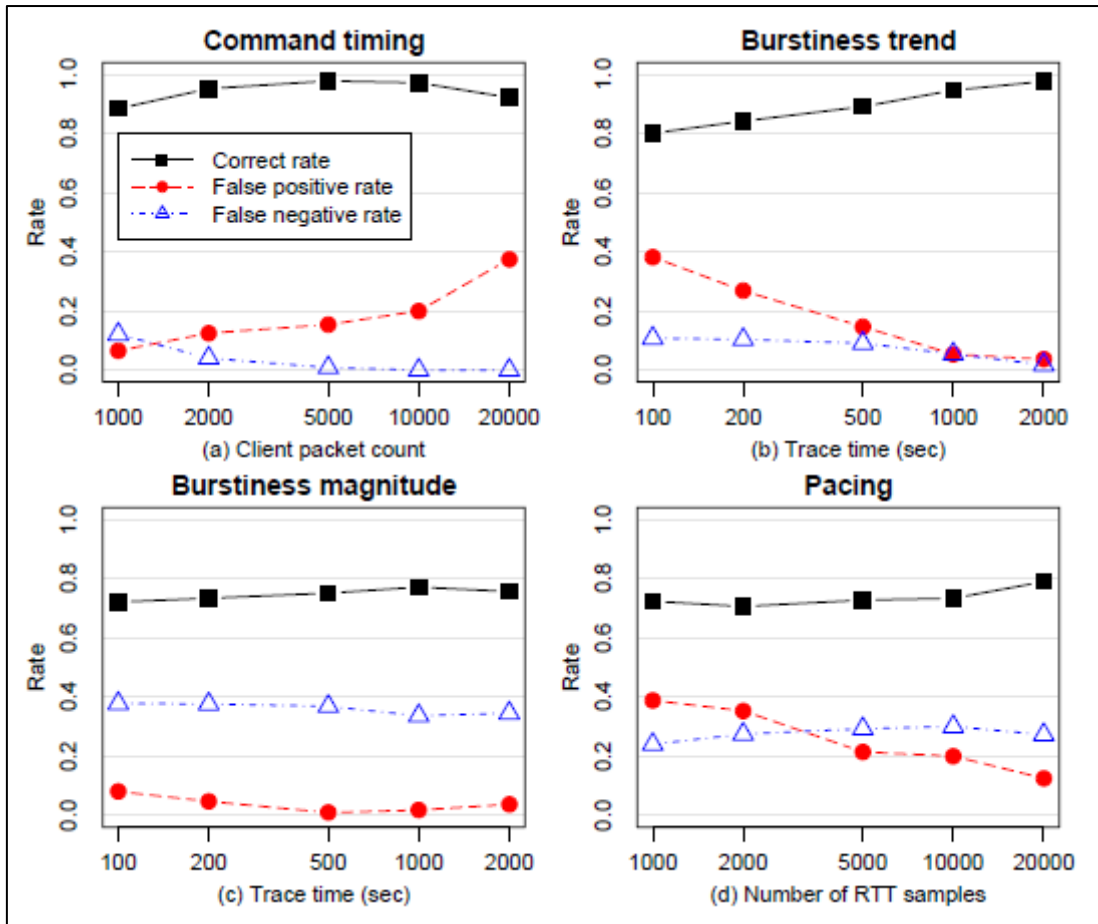 Command timing
1.0
0.8
0.6
0.4
0.2
0.0
Rate
Correct rate
False positive rate
False negative rate
1000 2000 5000 10000 20000
(a) Client packet count
Burstiness trend
1.0
0.8
0.6
0.4
0.2
0.0
Rate
100 200 500 1000 2000
(b) Trace time (sec)
Burstiness magnitude
1.0
0.8
0.6
0.4
0.2
0.0
Rate
100 200 500 1000 2000
(c) Trace time (sec)
Pacing
1.0
0.8
0.6
0.4
0.2
0.0
Rate
1000 2000 5000 10000 20000
(d) Number of RTT samples